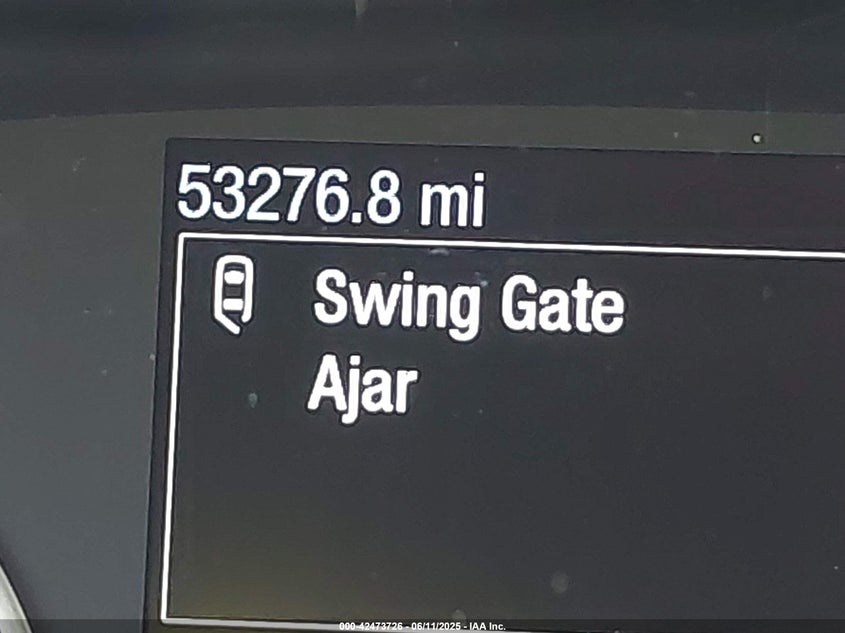 53276.8 mi
Swing Gate
Ajar
000-42473726 - 06/11/2025 - IAA Inc.